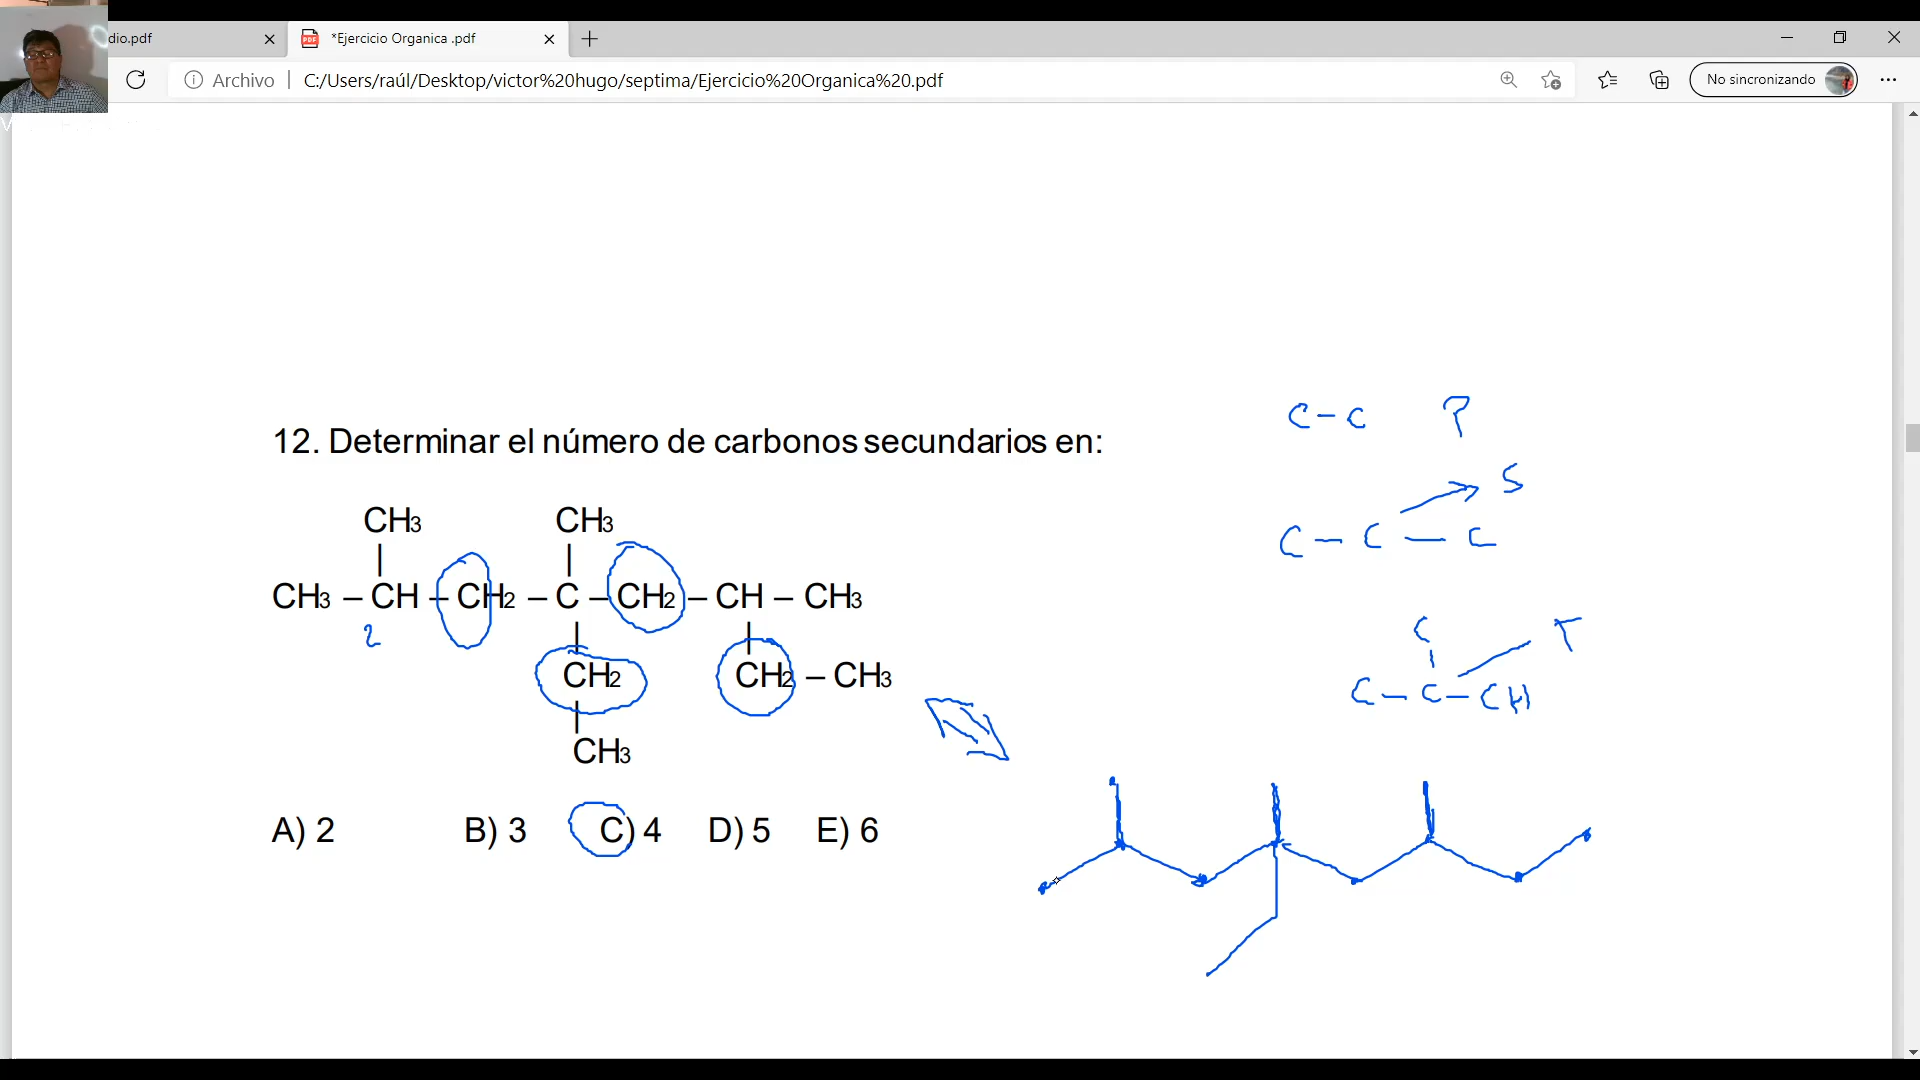 dio.pdf
*Ejercicio Organica .pdf
Archivo
C:/Users/raúl/Desktop/victor%20hugo/septima/Ejercicio%20Organica%20.pdf
No sincronizando
12. Determinar el número de carbonos secundarios en:
CH3 CH3
CH3 – CH – CH2 – C – CH2 – CH – CH3
2
CH2 CH2 – CH3
CH3
A) 2 B) 3 C) 4 D) 5 E) 6
C - C P
S
C - C - C
C T
C - C - CH